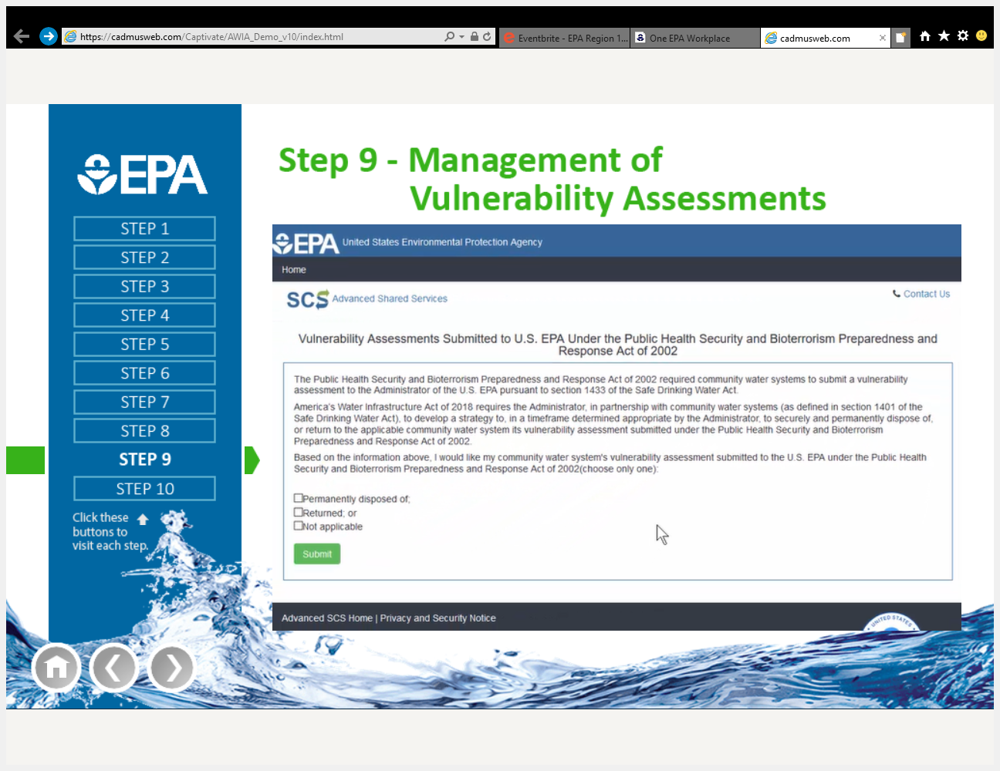 https://cadmusweb.com/Captivate/AWIA_Demo_v10/index.html
Eventbrite - EPA Region 1...
One EPA Workplace
cadmusweb.com
EPA
STEP 1
STEP 2
STEP 3
STEP 4
STEP 5
STEP 6
STEP 7
STEP 8
STEP 9
STEP 10
Click these
buttons to
visit each step.
Step 9 - Management of
Vulnerability Assessments
EPA United States Environmental Protection Agency
Home
SCS Advanced Shared Services
Contact Us
Vulnerability Assessments Submitted to U.S. EPA Under the Public Health Security and Bioterrorism Preparedness and
Response Act of 2002
The Public Health Security and Bioterrorism Preparedness and Response Act of 2002 required community water systems to submit a vulnerability
assessment to the Administrator of the U.S. EPA pursuant to section 1433 of the Safe Drinking Water Act.
America's Water Infrastructure Act of 2018 requires the Administrator, in partnership with community water systems (as defined in section 1401 of the
Safe Drinking Water Act), to develop a strategy to, in a timeframe determined appropriate by the Administrator, to securely and permanently dispose of,
or return to the applicable community water system its vulnerability assessment submitted under the Public Health Security and Bioterrorism
Preparedness and Response Act of 2002.
Based on the information above, I would like my community water system's vulnerability assessment submitted to the U.S. EPA under the Public Health
Security and Bioterrorism Preparedness and Response Act of 2002(choose only one):
Permanently disposed of;
Returned; or
Not applicable
Submit
Advanced SCS Home | Privacy and Security Notice
UNITED STATES